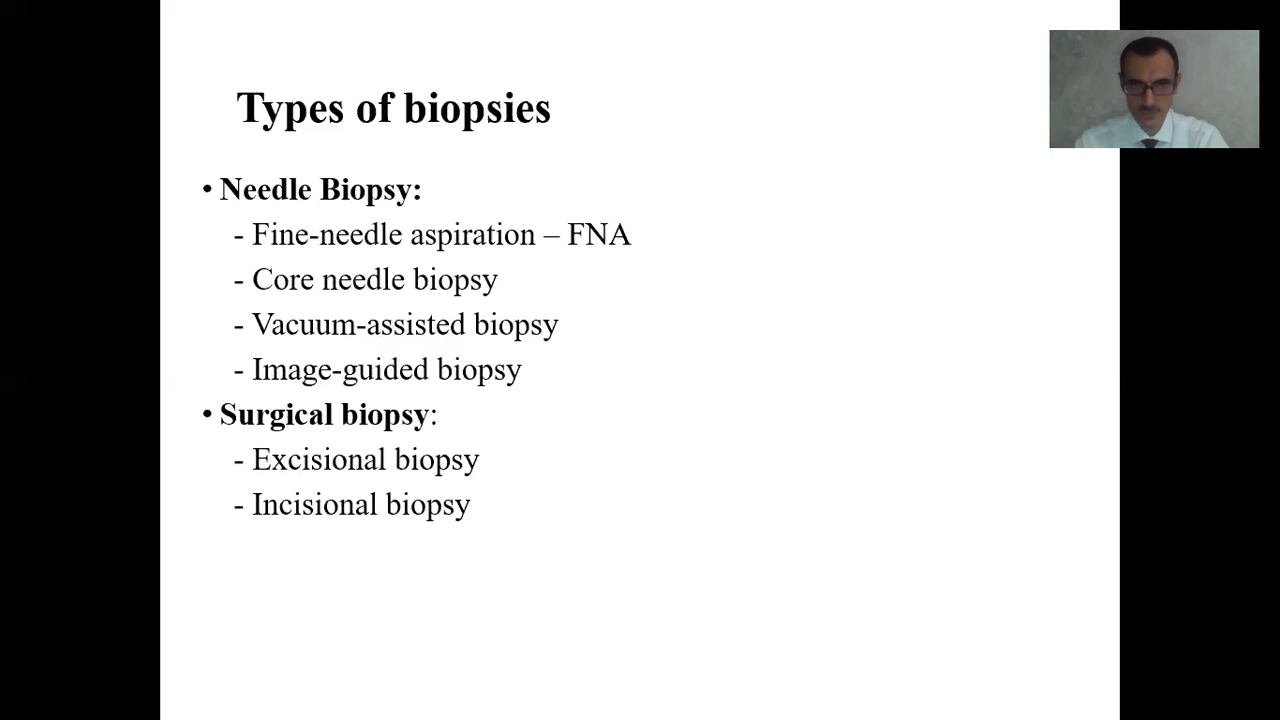 Types of biopsies
• Needle Biopsy:
- Fine-needle aspiration – FNA
- Core needle biopsy
- Vacuum-assisted biopsy
- Image-guided biopsy
• Surgical biopsy:
- Excisional biopsy
- Incisional biopsy